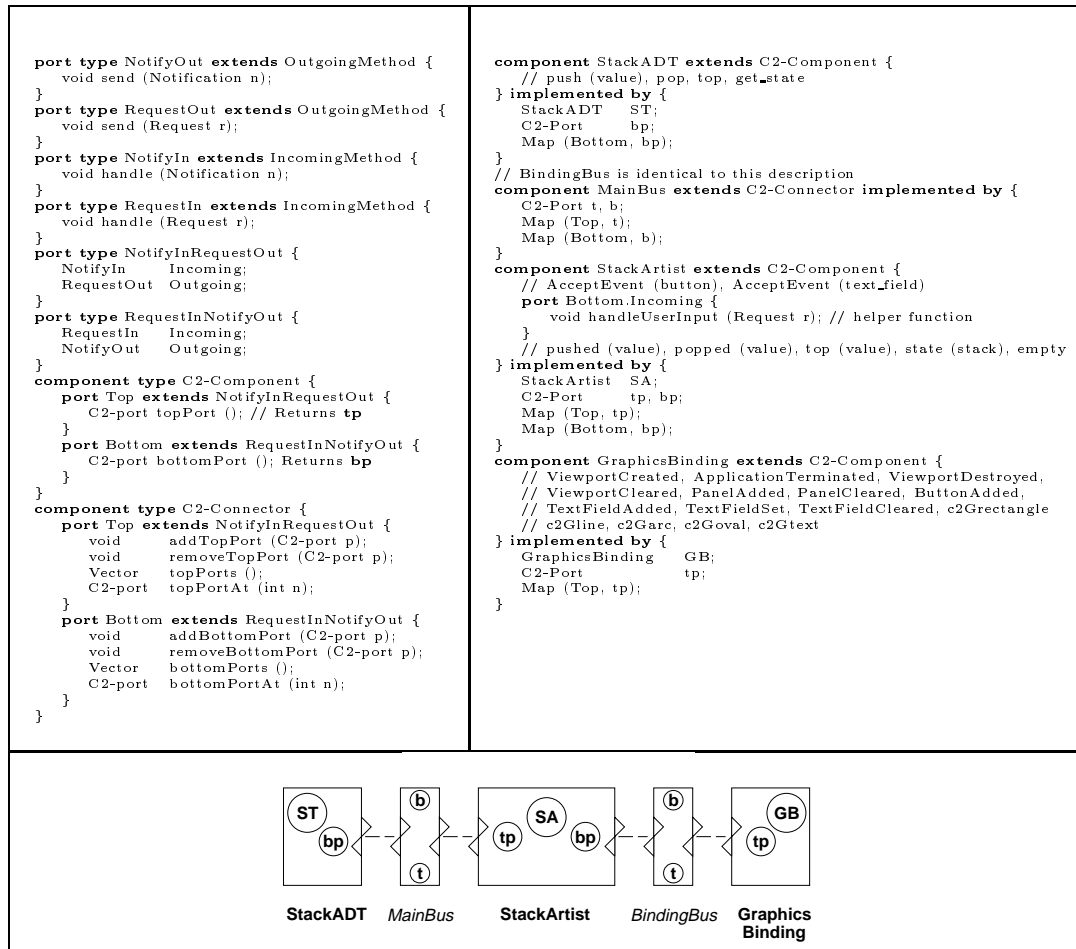 port type NotifyOut extends OutgoingMethod {
void send (Notification n);
}
port type RequestOut extends OutgoingMethod {
void send (Request r);
}
port type NotifyIn extends IncomingMethod {
void handle (Notification n);
}
port type RequestIn extends IncomingMethod {
void handle (Request r);
}
port type NotifyInRequestOut {
NotifyIn Incoming;
RequestOut Outgoing;
}
port type RequestInNotifyOut {
RequestIn Incoming;
NotifyOut Outgoing;
}
component type C2-Component {
port Top extends NotifyInRequestOut {
C2-port topPort (); // Returns tp
}
port Bottom extends RequestInNotifyOut {
C2-port bottomPort (); Returns bp
}
}
component type C2-Connector {
port Top extends NotifyInRequestOut {
void addTopPort (C2-port p);
void removeTopPort (C2-port p);
Vector topPorts ();
C2-port topPortAt (int n);
}
port Bottom extends RequestInNotifyOut {
void addBottomPort (C2-port p);
void removeBottomPort (C2-port p);
Vector bottomPorts ();
C2-port bottomPortAt (int n);
}
}
component StackADT extends C2-Component {
// push (value), pop, top, get_state
} implemented by {
StackADT ST;
C2-Port bp;
Map (Bottom, bp);
}
// BindingBus is identical to this description
component MainBus extends C2-Connector implemented by {
C2-Port t, b;
Map (Top, t);
Map (Bottom, b);
}
component StackArtist extends C2-Component {
// AcceptEvent (button), AcceptEvent (text_field)
port Bottom.Incoming {
void handleUserInput (Request r); // helper function
}
// pushed (value), popped (value), top (value), state (stack), empty
} implemented by {
StackArtist SA;
C2-Port tp, bp;
Map (Top, tp);
Map (Bottom, bp);
}
component GraphicsBinding extends C2-Component {
// ViewportCreated, ApplicationTerminated, ViewportDestroyed,
// ViewportCleared, PanelAdded, PanelCleared, ButtonAdded,
// TextFieldAdded, TextFieldSet, TextFieldCleared, c2Grectangle
// c2Gline, c2Garc, c2Goval, c2Gtext
} implemented by {
GraphicsBinding GB;
C2-Port tp;
Map (Top, tp);
}
ST b SA b GB
bp tp bp tp
t t
StackADT MainBus StackArtist BindingBus Graphics
Binding